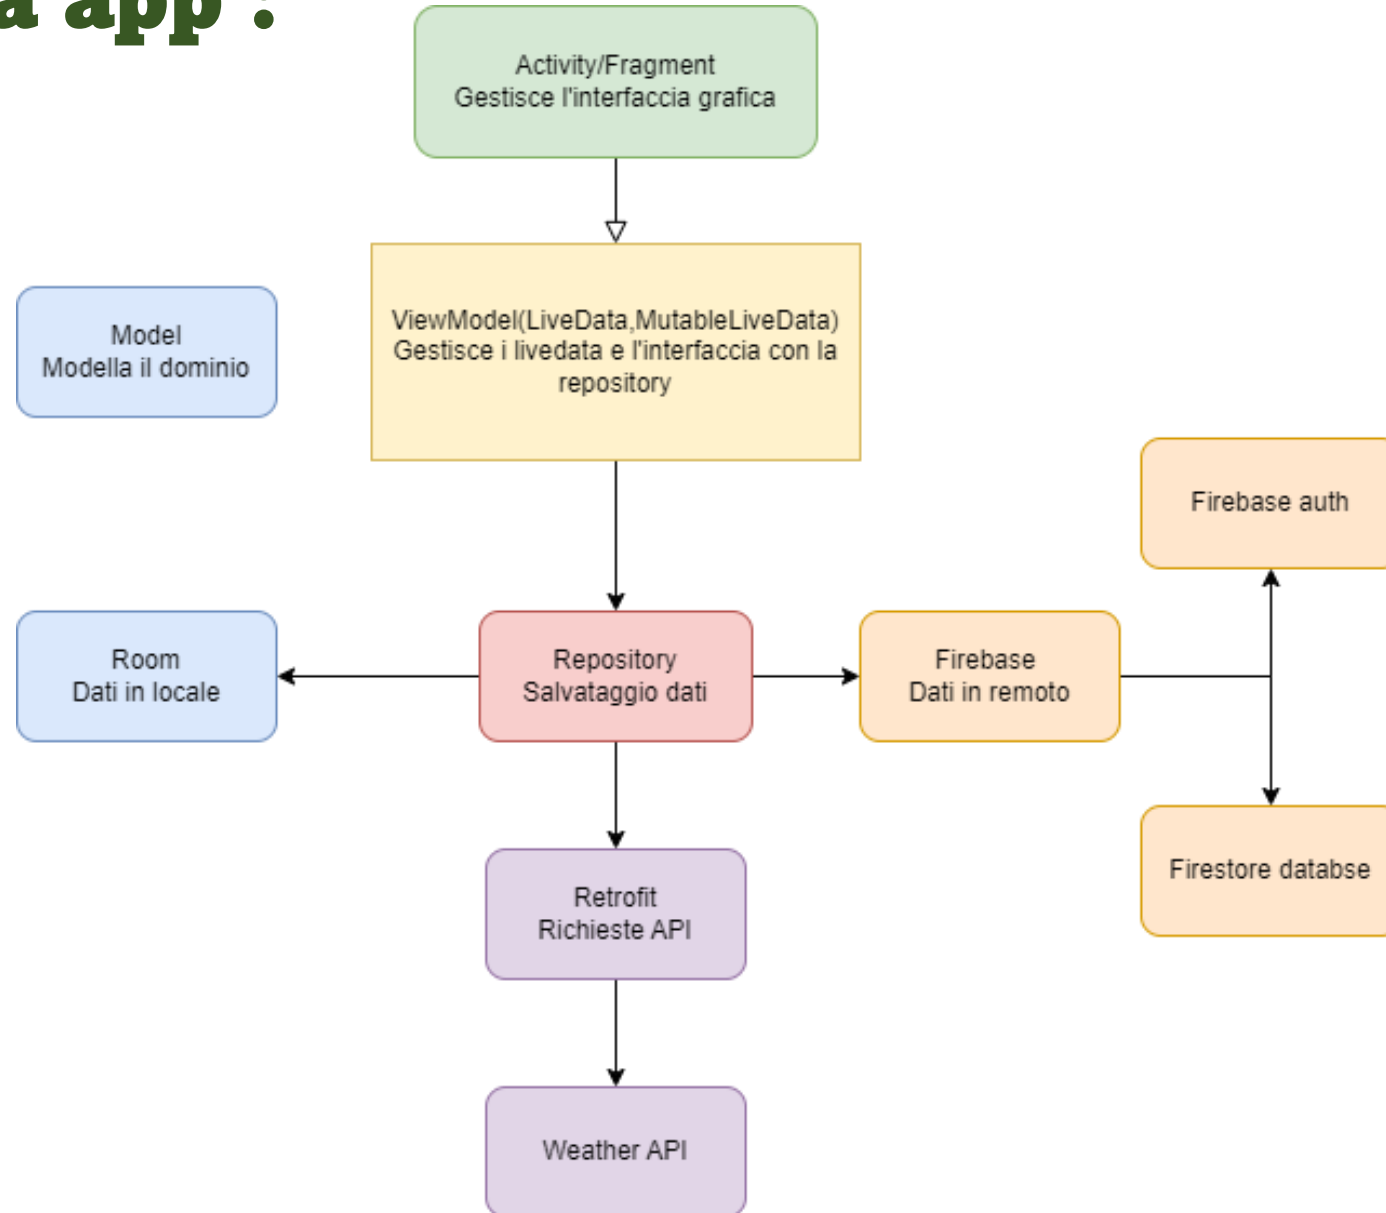 a app :
Activity/Fragment
Gestisce l'interfaccia grafica
ViewModel(LiveData,MutableLiveData)
Gestisce i livedata e l'interfaccia con la
repository
Model
Modella il dominio
Firebase auth
Room
Dati in locale
Repository
Salvataggio dati
Firebase
Dati in remoto
Firestore databse
Retrofit
Richieste API
Weather API